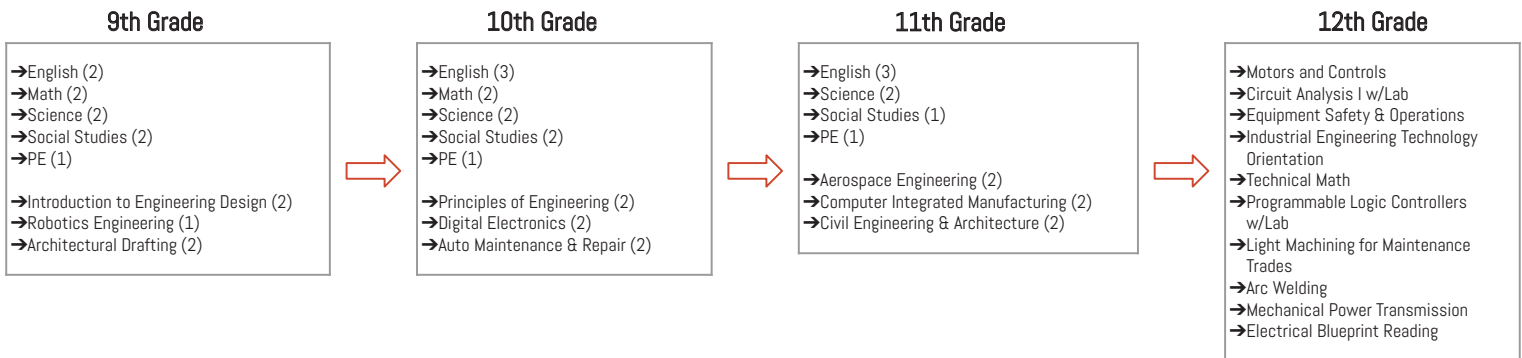 9th Grade
➔English (2)
➔Math (2)
➔Science (2)
➔Social Studies (2)
➔PE (1)
➔Introduction to Engineering Design (2)
➔Robotics Engineering (1)
➔Architectural Drafting (2)
10th Grade
➔English (3)
➔Math (2)
➔Science (2)
➔Social Studies (2)
➔PE (1)
➔Principles of Engineering (2)
➔Digital Electronics (2)
➔Auto Maintenance & Repair (2)
11th Grade
➔English (3)
➔Science (2)
➔Social Studies (1)
➔PE (1)
➔Aerospace Engineering (2)
➔Computer Integrated Manufacturing (2)
➔Civil Engineering & Architecture (2)
12th Grade
➔Motors and Controls
➔Circuit Analysis I w/Lab
➔Equipment Safety & Operations
➔Industrial Engineering Technology
Orientation
➔Technical Math
➔Programmable Logic Controllers
w/Lab
➔Light Machining for Maintenance
Trades
➔Arc Welding
➔Mechanical Power Transmission
➔Electrical Blueprint Reading